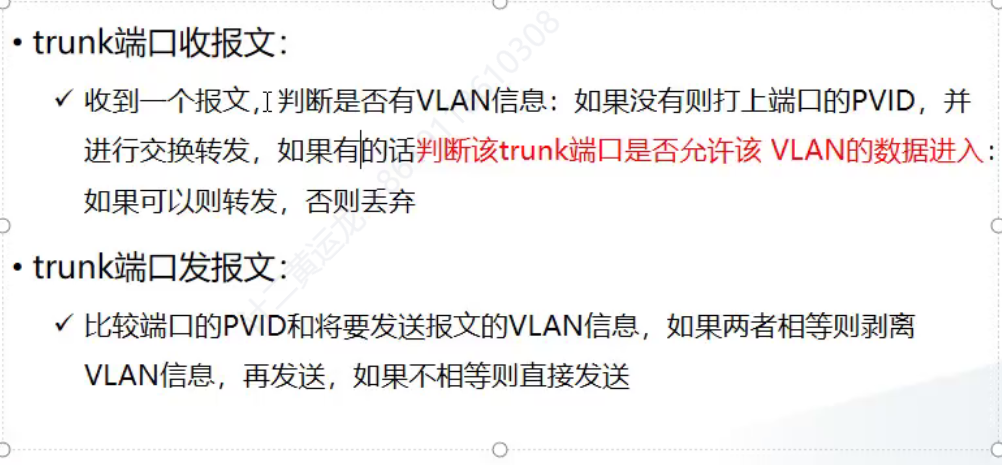 • trunk端口收报文：
✓ 收到一个报文，判断是否有VLAN信息：如果没有则打上端口的PVID，并
进行交换转发，如果有的话判断该trunk端口是否允许该 VLAN的数据进入：
如果可以则转发，否则丢弃
• trunk端口发报文：
✓ 比较端口的PVID和将要发送报文的VLAN信息，如果两者相等则剥离
VLAN信息，再发送，如果不相等则直接发送